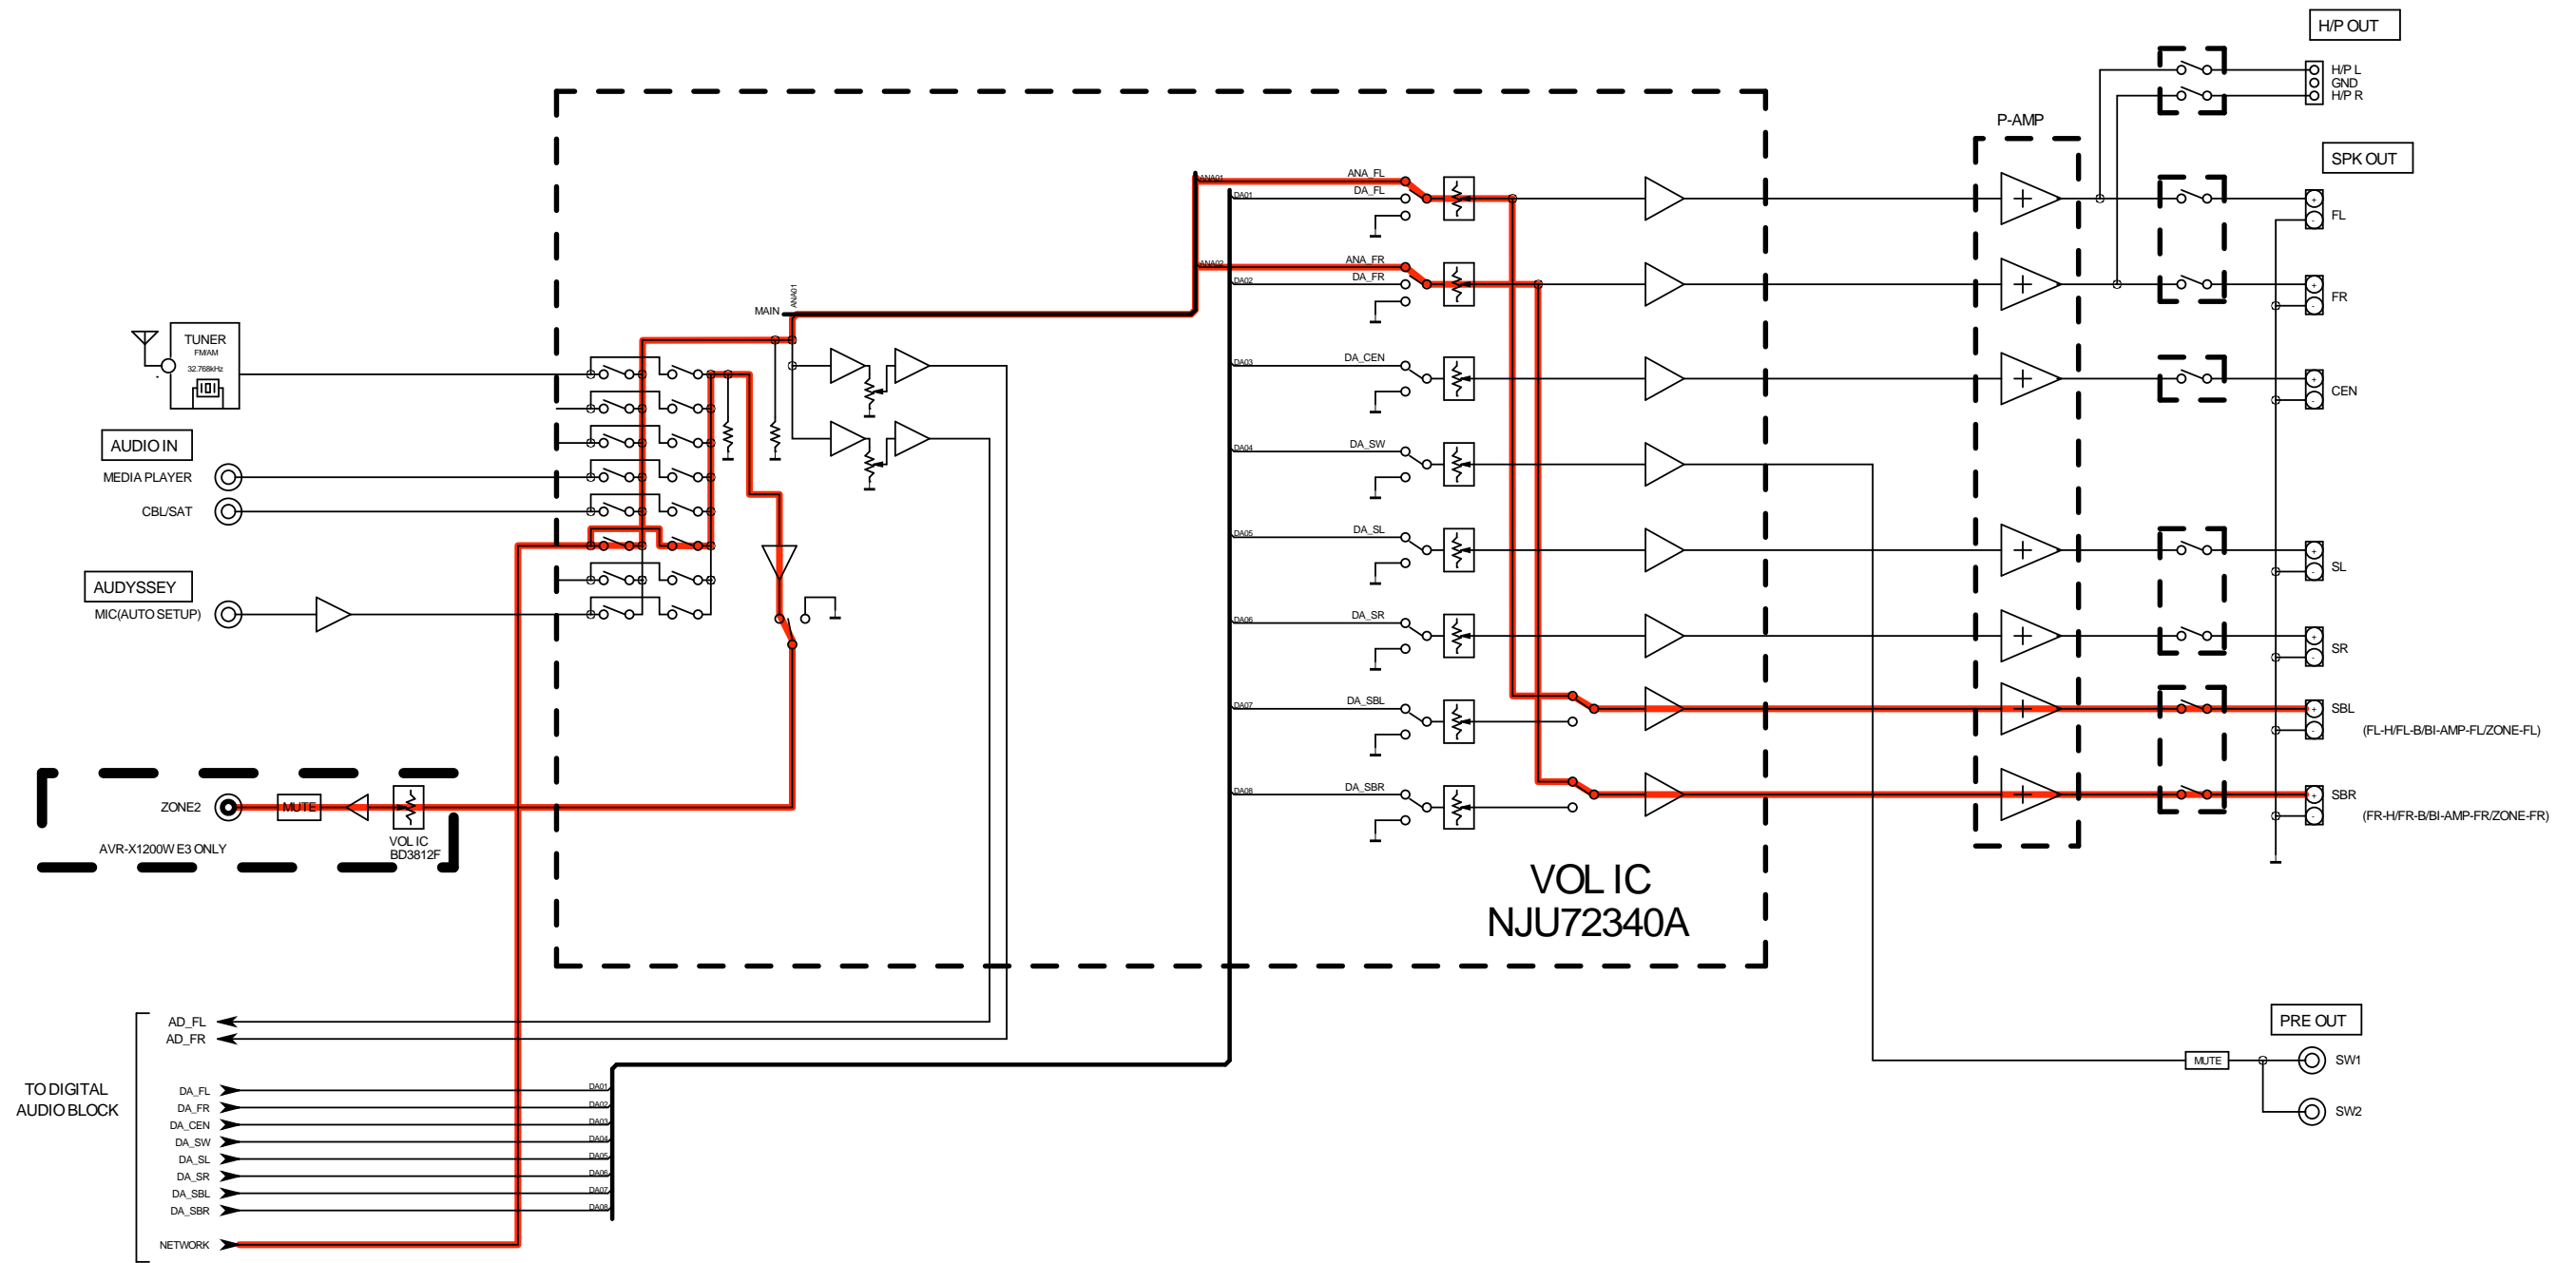 H/P OUT
H/P L
GND
H/P R
P-AMP
SPK OUT
ANA01
ANA_FL
DA01
DA_FL
FL
ANA02
ANA_FR
DA02
DA_FR
FR
MAIN
ANA01
TUNER
FM/AM
32.768kHz
DA03
DA_CEN
CEN
AUDIO IN
MEDIA PLAYER
CBL/SAT
DA04
DA_SW
DA05
DA_SL
SL
AUDYSSEY
MIC(AUTO SETUP)
DA06
DA_SR
SR
DA07
DA_SBL
SBL
(FL-H/FL-B/BI-AMP-FL/ZONE-FL)
DA08
DA_SBR
SBR
(FR-H/FR-B/BI-AMP-FR/ZONE-FR)
ZONE2
MUTE
VOL IC
BD3812F
AVR-X1200W E3 ONLY
VOL IC
NJU72340A
AD_FL
AD_FR
PRE OUT
MUTE
SW1
SW2
TO DIGITAL
AUDIO BLOCK
DA_FL
DA01
DA_FR
DA02
DA_CEN
DA03
DA_SW
DA04
DA_SL
DA05
DA_SR
DA06
DA_SBL
DA07
DA_SBR
DA08
NETWORK